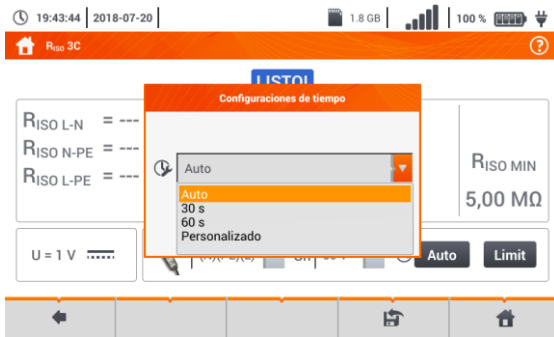 19:43:44 2018-07-20 1.8 GB 100 %
RISO 3C ?
LISTO!
Configuraciones de tiempo
RISO L-N = ---
RISO N-PE = ---
RISO L-PE = ---
Auto
Auto
30 s
60 s
Personalizado
RISO MIN
5,00 MΩ
U = 1 V
Auto
Limit